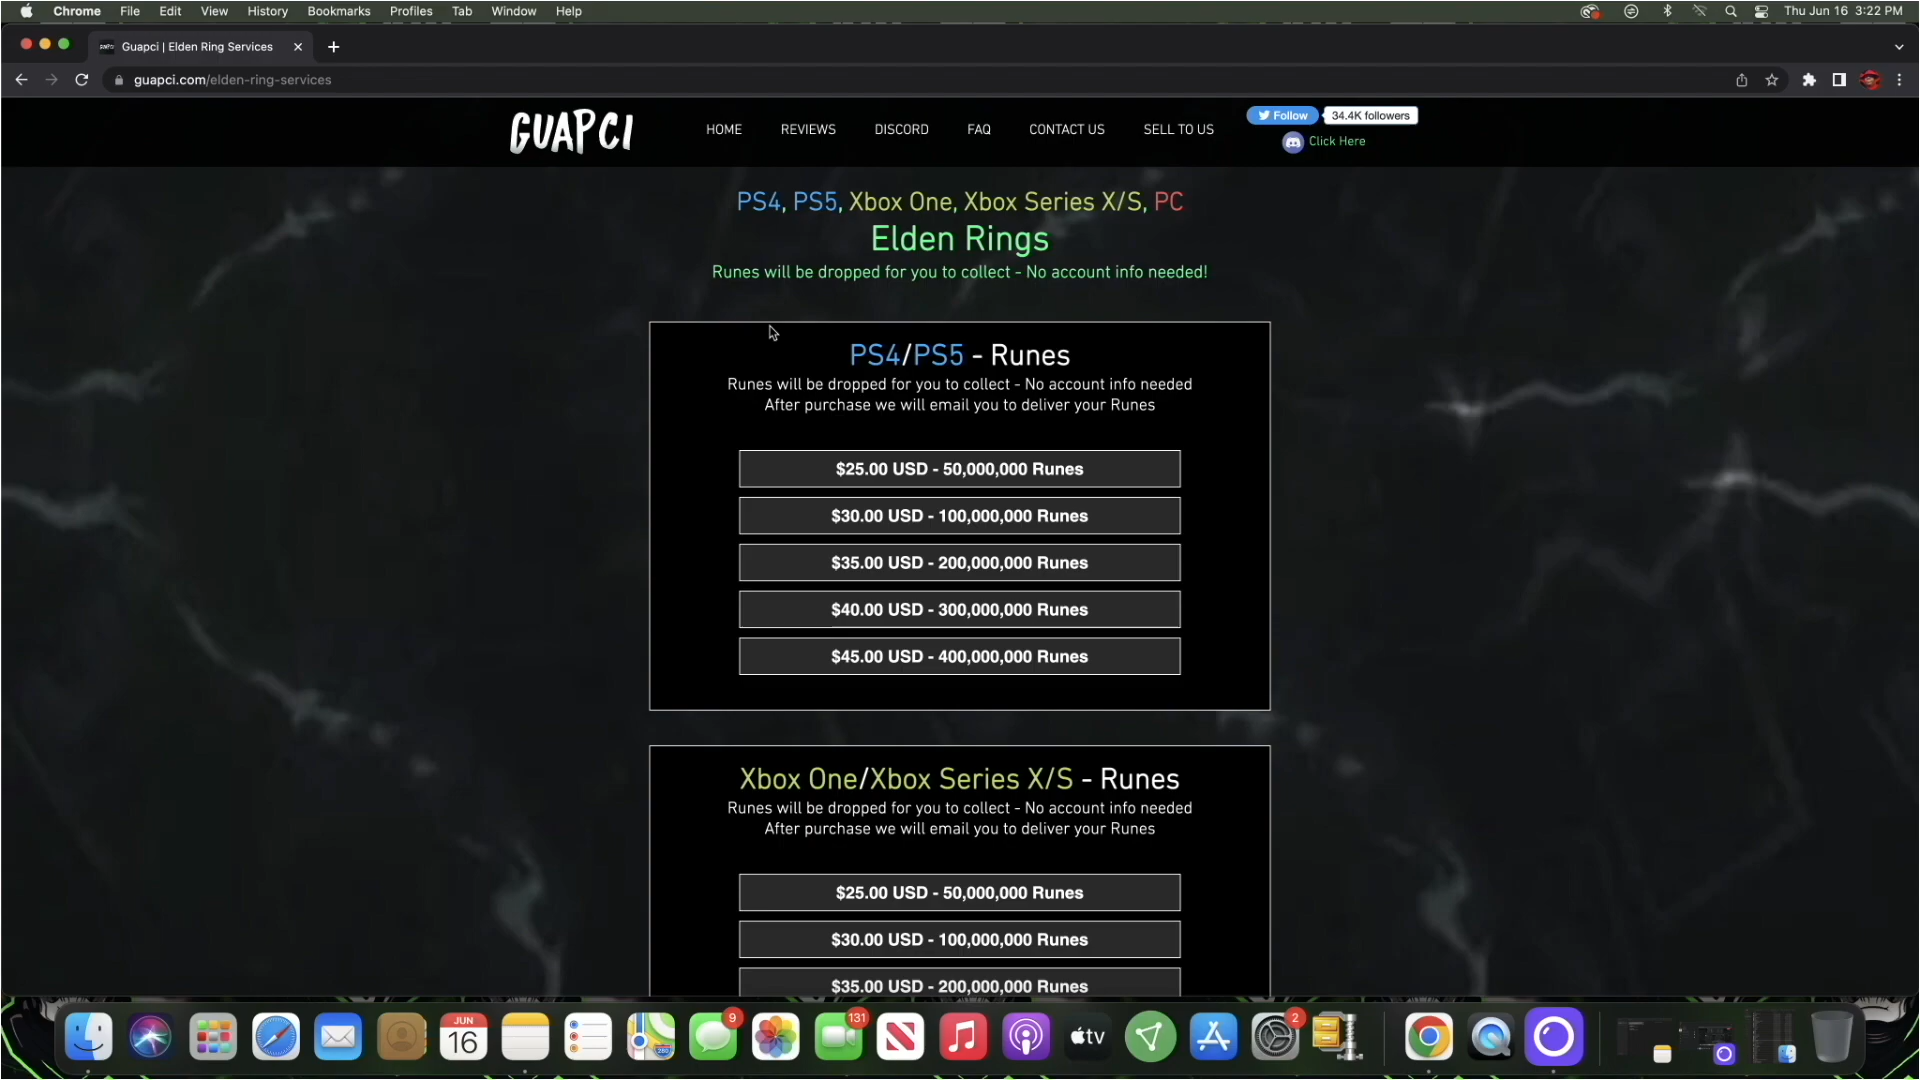 Chrome File Edit View History Bookmarks Profiles Tab Window Help Thu Jun 16 3:22 PM
Guapci | Elden Ring Services
guapci.com/elden-ring-services
GUAPCI HOME REVIEWS DISCORD FAQ CONTACT US SELL TO US
Follow 34.4K followers
Click Here
PS4, PS5, Xbox One, Xbox Series X/S, PC
Elden Rings
Runes will be dropped for you to collect - No account info needed!
PS4/PS5 - Runes
Runes will be dropped for you to collect - No account info needed
After purchase we will email you to deliver your Runes
$25.00 USD - 50,000,000 Runes
$30.00 USD - 100,000,000 Runes
$35.00 USD - 200,000,000 Runes
$40.00 USD - 300,000,000 Runes
$45.00 USD - 400,000,000 Runes
Xbox One/Xbox Series X/S - Runes
Runes will be dropped for you to collect - No account info needed
After purchase we will email you to deliver your Runes
$25.00 USD - 50,000,000 Runes
$30.00 USD - 100,000,000 Runes
$35.00 USD - 200,000,000 Runes
JUN
16
9
131
tv
2
280